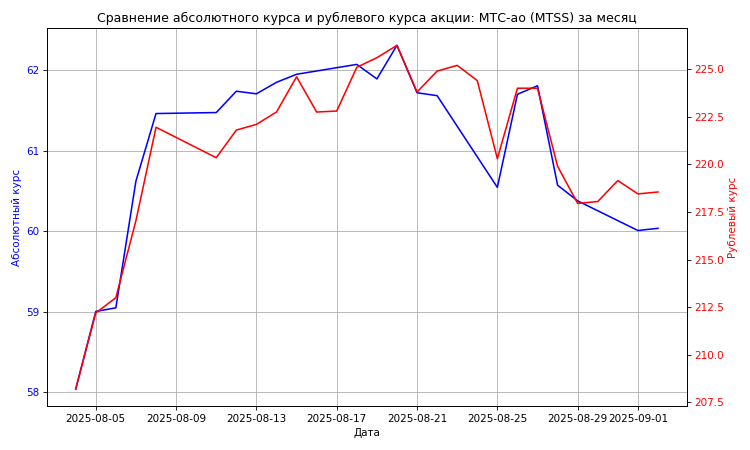 Сравнение абсолютного курса и рублевого курса акции: МТС-ао (MTSS) за месяц
Абсолютный курс
62
61
60
59
58
225.0
222.5
220.0
217.5
215.0
212.5
210.0
207.5
Рублевый курс
2025-08-05 2025-08-09 2025-08-13 2025-08-17 2025-08-21 2025-08-25 2025-08-29 2025-09-01
Дата